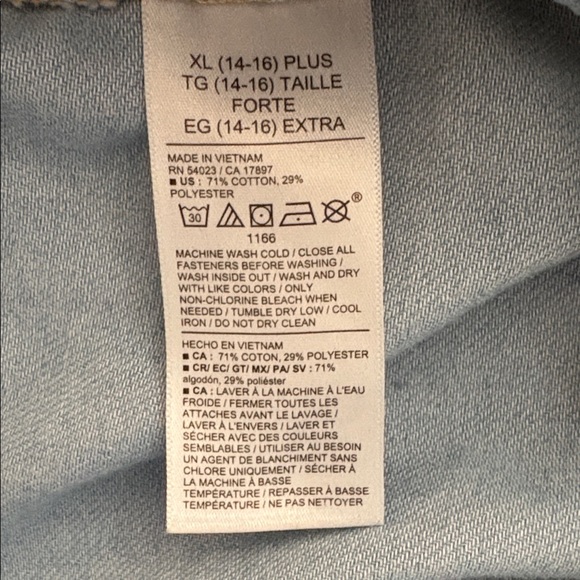 XL (14-16) PLUS
TG (14-16) TAILLE
FORTE
EG (14-16) EXTRA
MADE IN VIETNAM
RN 54023 / CA 17897
■ US : 71% COTTON, 29%
POLYESTER
30 ®
1166
MACHINE WASH COLD / CLOSE ALL
FASTENERS BEFORE WASHING /
WASH INSIDE OUT / WASH AND DRY
WITH LIKE COLORS / ONLY
NON-CHLORINE BLEACH WHEN
NEEDED / TUMBLE DRY LOW / COOL
IRON / DO NOT DRY CLEAN
HECHO EN VIETNAM
■ CA : 71% COTON, 29% POLYESTER
■ CR/ EC/ GT/ MX/ PA/ SV : 71%
algodón, 29% poliéster
■ CA : LAVER À LA MACHINE À L'EAU
FROIDE / FERMER TOUTES LES
ATTACHES AVANT LE LAVAGE /
LAVER À L'ENVERS / LAVER ET
SÉCHER AVEC DES COULEURS
SEMBLABLES / UTILISER AU BESOIN
UN AGENT DE BLANCHIMENT SANS
CHLORE UNIQUEMENT / SÉCHER À
LA MACHINE À BASSE
TEMPÉRATURE / REPASSER À BASSE
TEMPÉRATURE / NE PAS NETTOYER